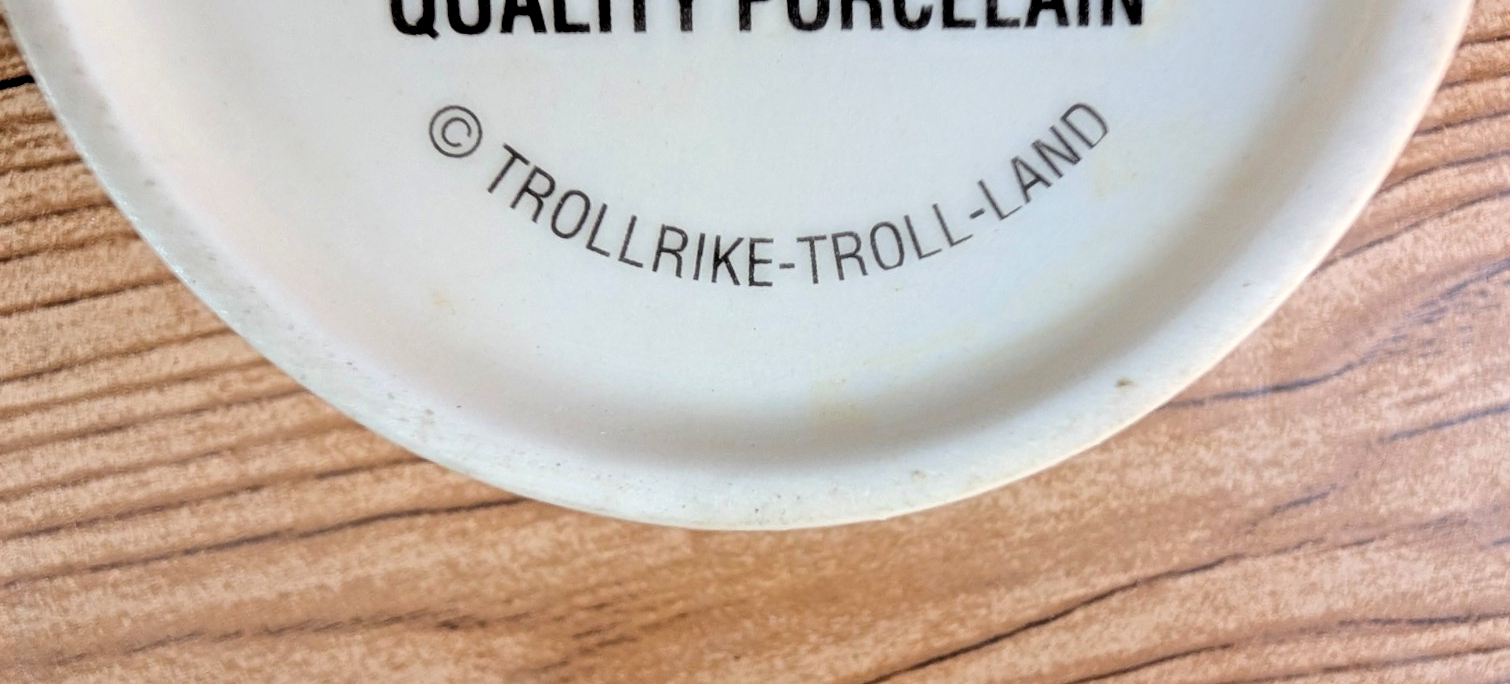 QUALITY PORCELAIN
© TROLLRIKE-TROLL-LAND